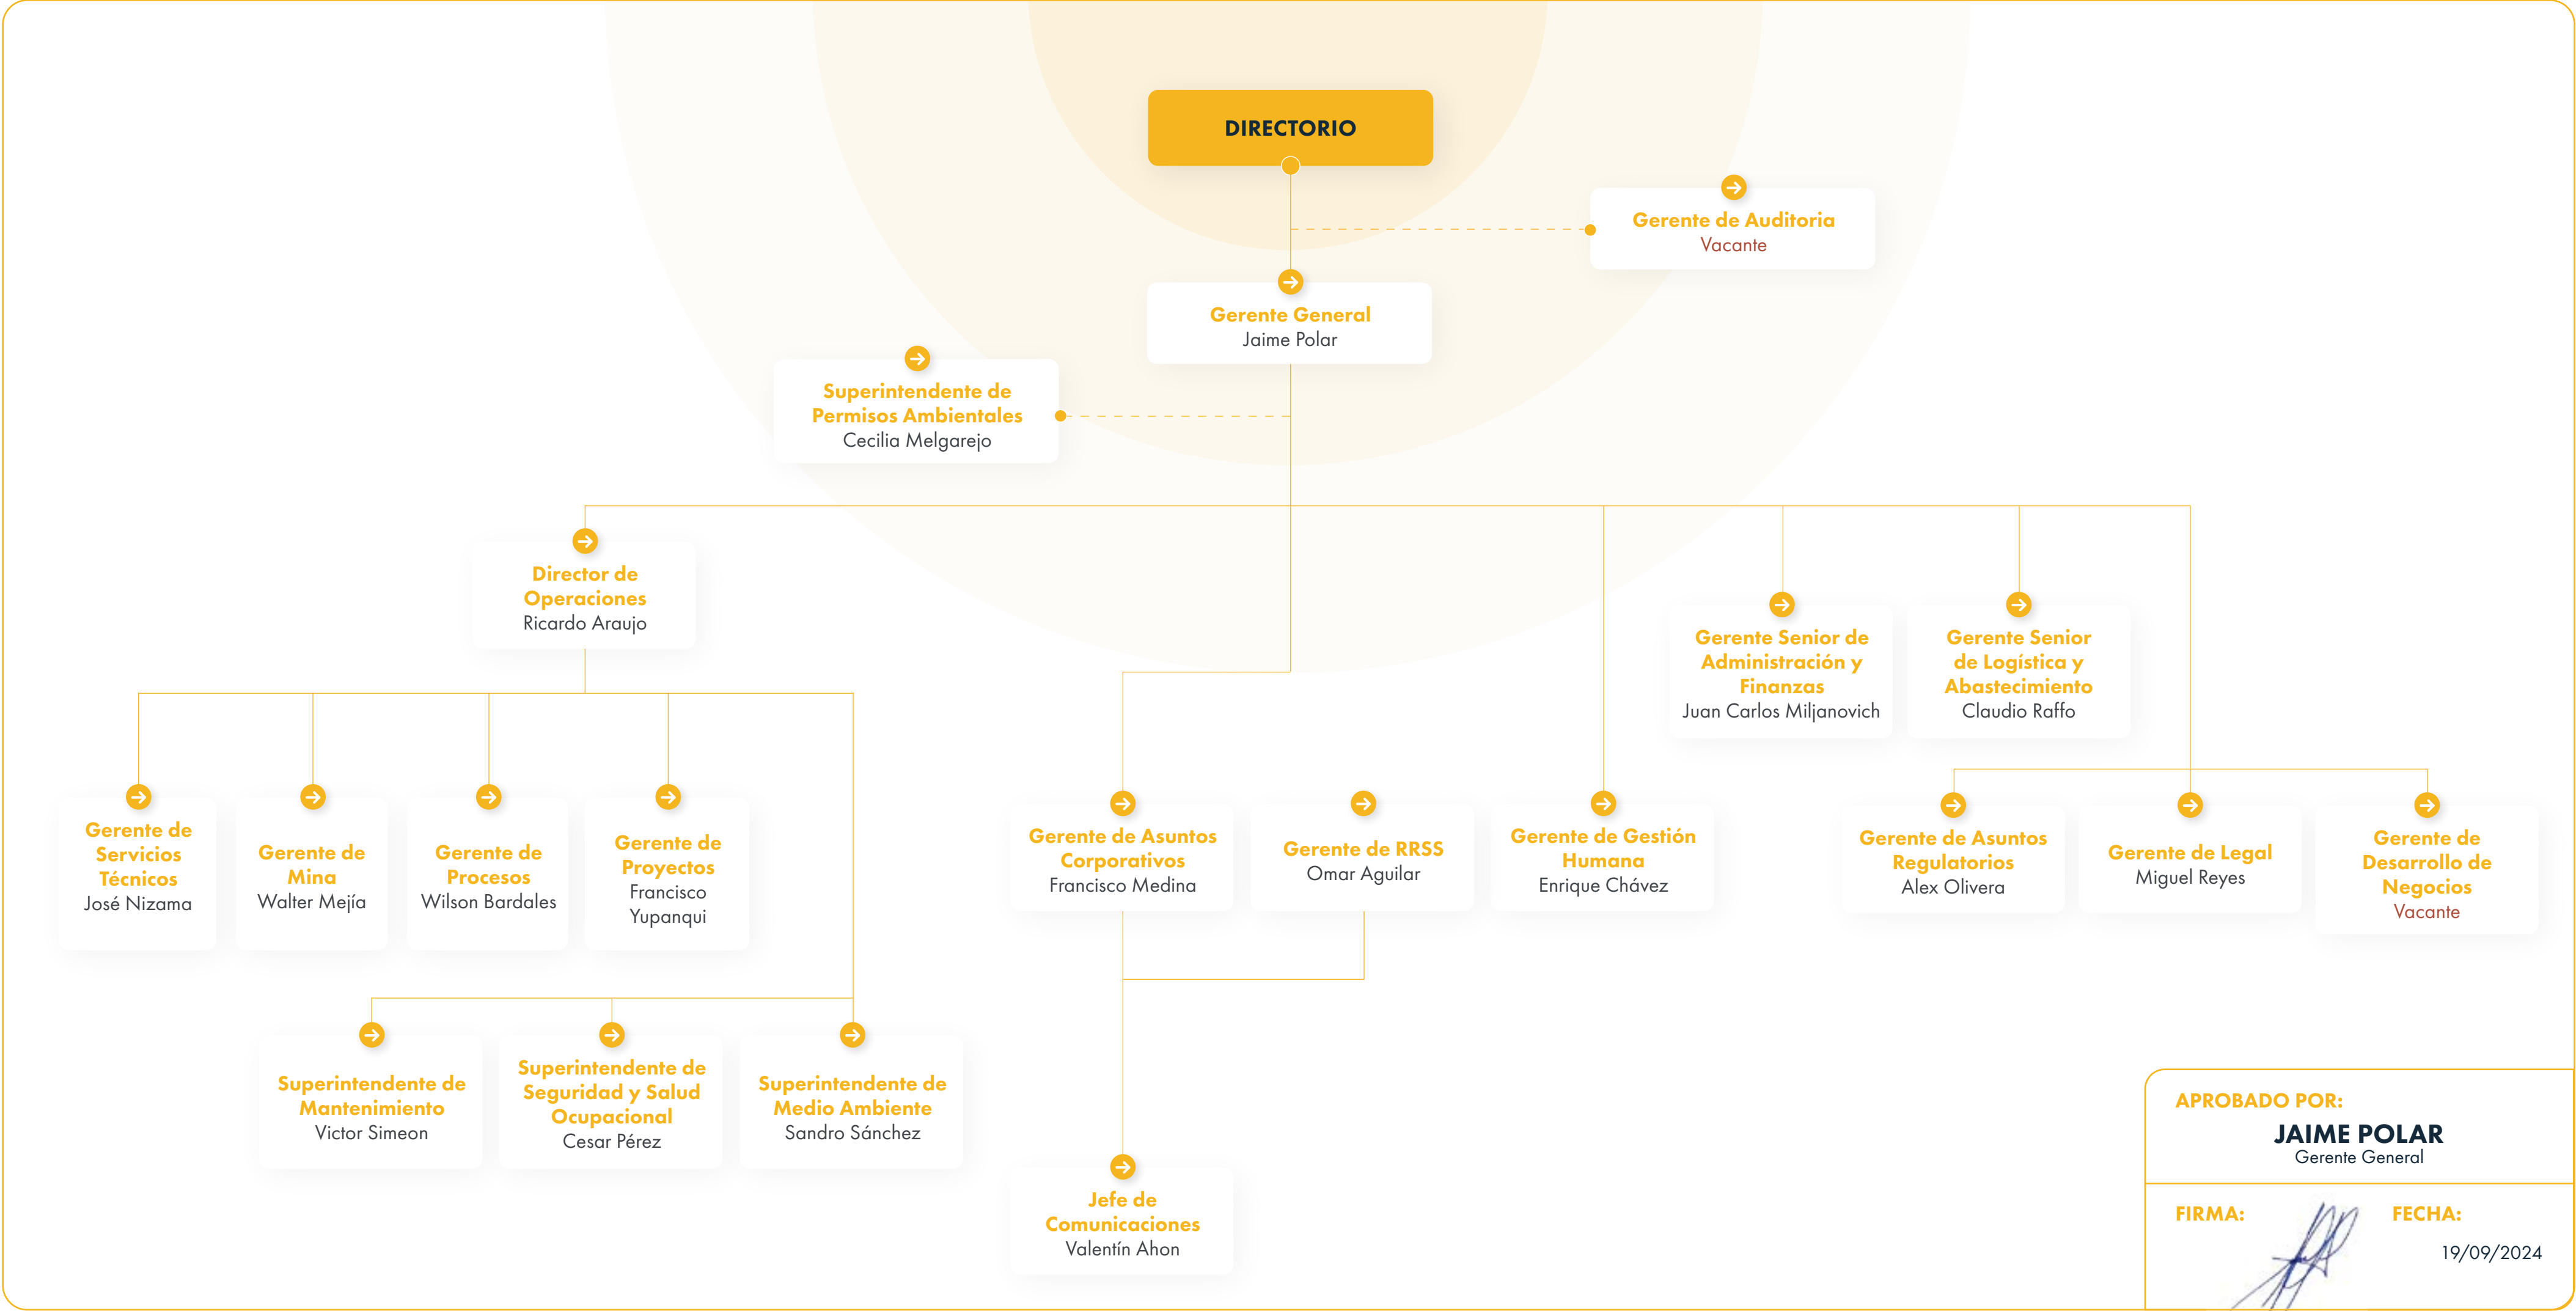 DIRECTORIO
Gerente de Auditoria
Vacante
Gerente General
Jaime Polar
Superintendente de
Permisos Ambientales
Cecilia Melgarejo
Director de
Operaciones
Ricardo Araujo
Gerente Senior de
Administración y
Finanzas
Juan Carlos Miljanovich
Gerente Senior
de Logística y
Abastecimiento
Claudio Raffo
Gerente de
Servicios
Técnicos
José Nizama
Gerente de
Mina
Walter Mejía
Gerente de
Procesos
Wilson Bardales
Gerente de
Proyectos
Francisco
Yupanqui
Gerente de Asuntos
Corporativos
Francisco Medina
Gerente de RRSS
Omar Aguilar
Gerente de Gestión
Humana
Enrique Chávez
Gerente de Asuntos
Regulatorios
Alex Olivera
Gerente de Legal
Miguel Reyes
Gerente de
Desarrollo de
Negocios
Vacante
Superintendente de
Mantenimiento
Victor Simeon
Superintendente de
Seguridad y Salud
Ocupacional
Cesar Pérez
Superintendente de
Medio Ambiente
Sandro Sánchez
Jefe de
Comunicaciones
Valentín Ahon
APROBADO POR:
JAIME POLAR
Gerente General
FIRMA:
FECHA:
19/09/2024